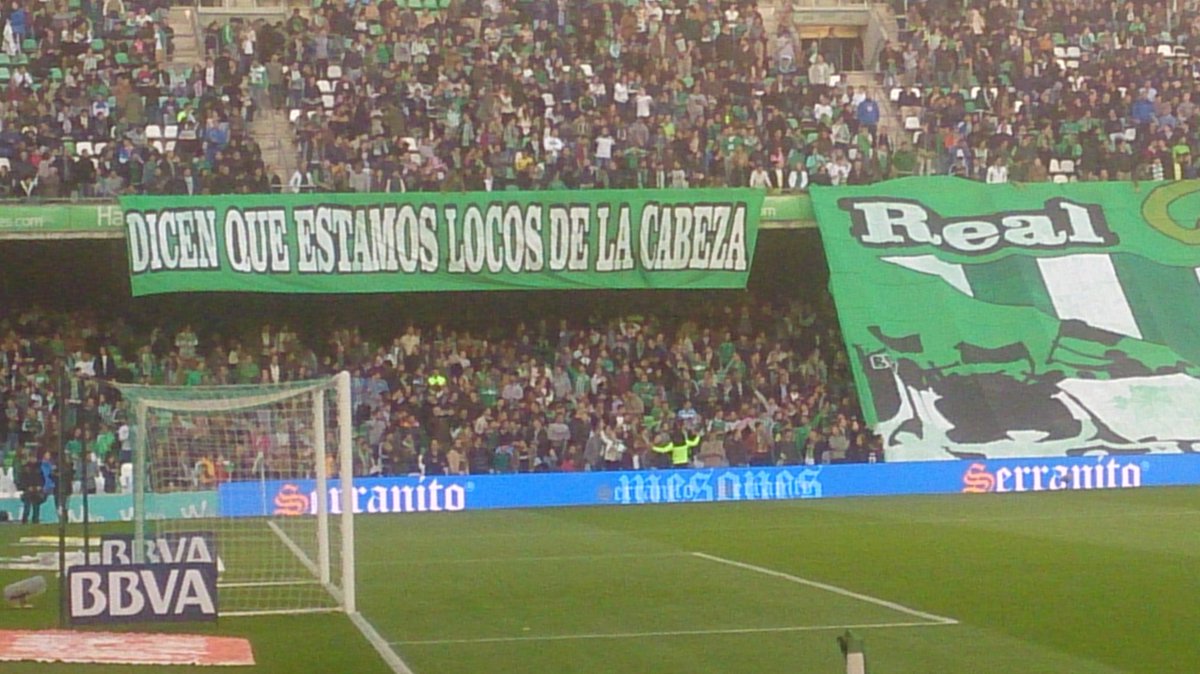 DICEN QUE ESTAMOS LOCOS DE LA CABEZA
Real
Serranito
mesones
Serranito
BBVA
BBVA